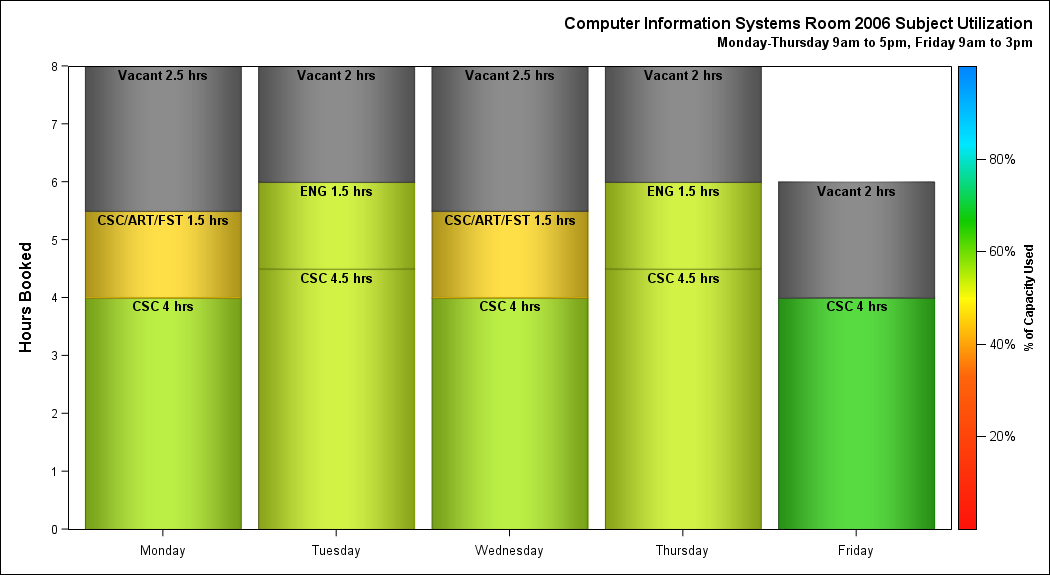 Computer Information Systems Room 2006 Subject Utilization
Monday-Thursday 9am to 5pm, Friday 9am to 3pm
Hours Booked
8
7
6
5
4
3
2
1
0
Vacant 2.5 hrs
CSC/ART/FST 1.5 hrs
CSC 4 hrs
Vacant 2 hrs
ENG 1.5 hrs
CSC 4.5 hrs
Vacant 2.5 hrs
CSC/ART/FST 1.5 hrs
CSC 4 hrs
Vacant 2 hrs
ENG 1.5 hrs
CSC 4.5 hrs
Vacant 2 hrs
CSC 4 hrs
Monday
Tuesday
Wednesday
Thursday
Friday
80%
60%
40%
20%
% of Capacity Used